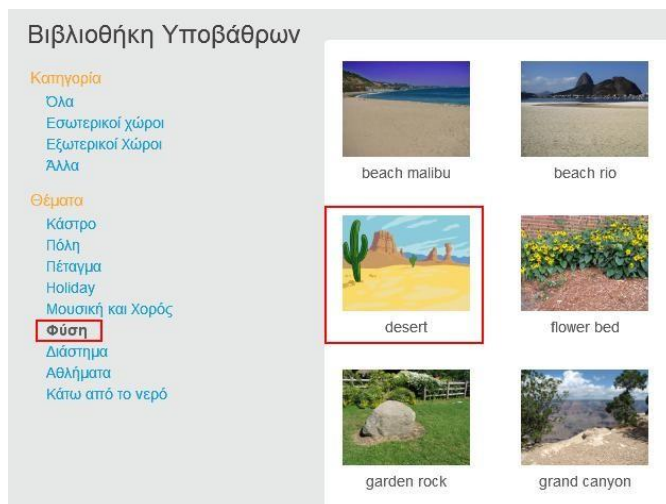 Βιβλιοθήκη Υποβάθρων
Κατηγορία
Όλα
Εσωτερικοί χώροι
Εξωτερικοί Χώροι
Άλλα
Θέματα
Κάστρο
Πόλη
Πέταγμα
Holiday
Μουσική και Χορός
Φύση
Διάστημα
Αθλήματα
Κάτω από το νερό
beach malibu
beach rio
desert
flower bed
garden rock
grand canyon